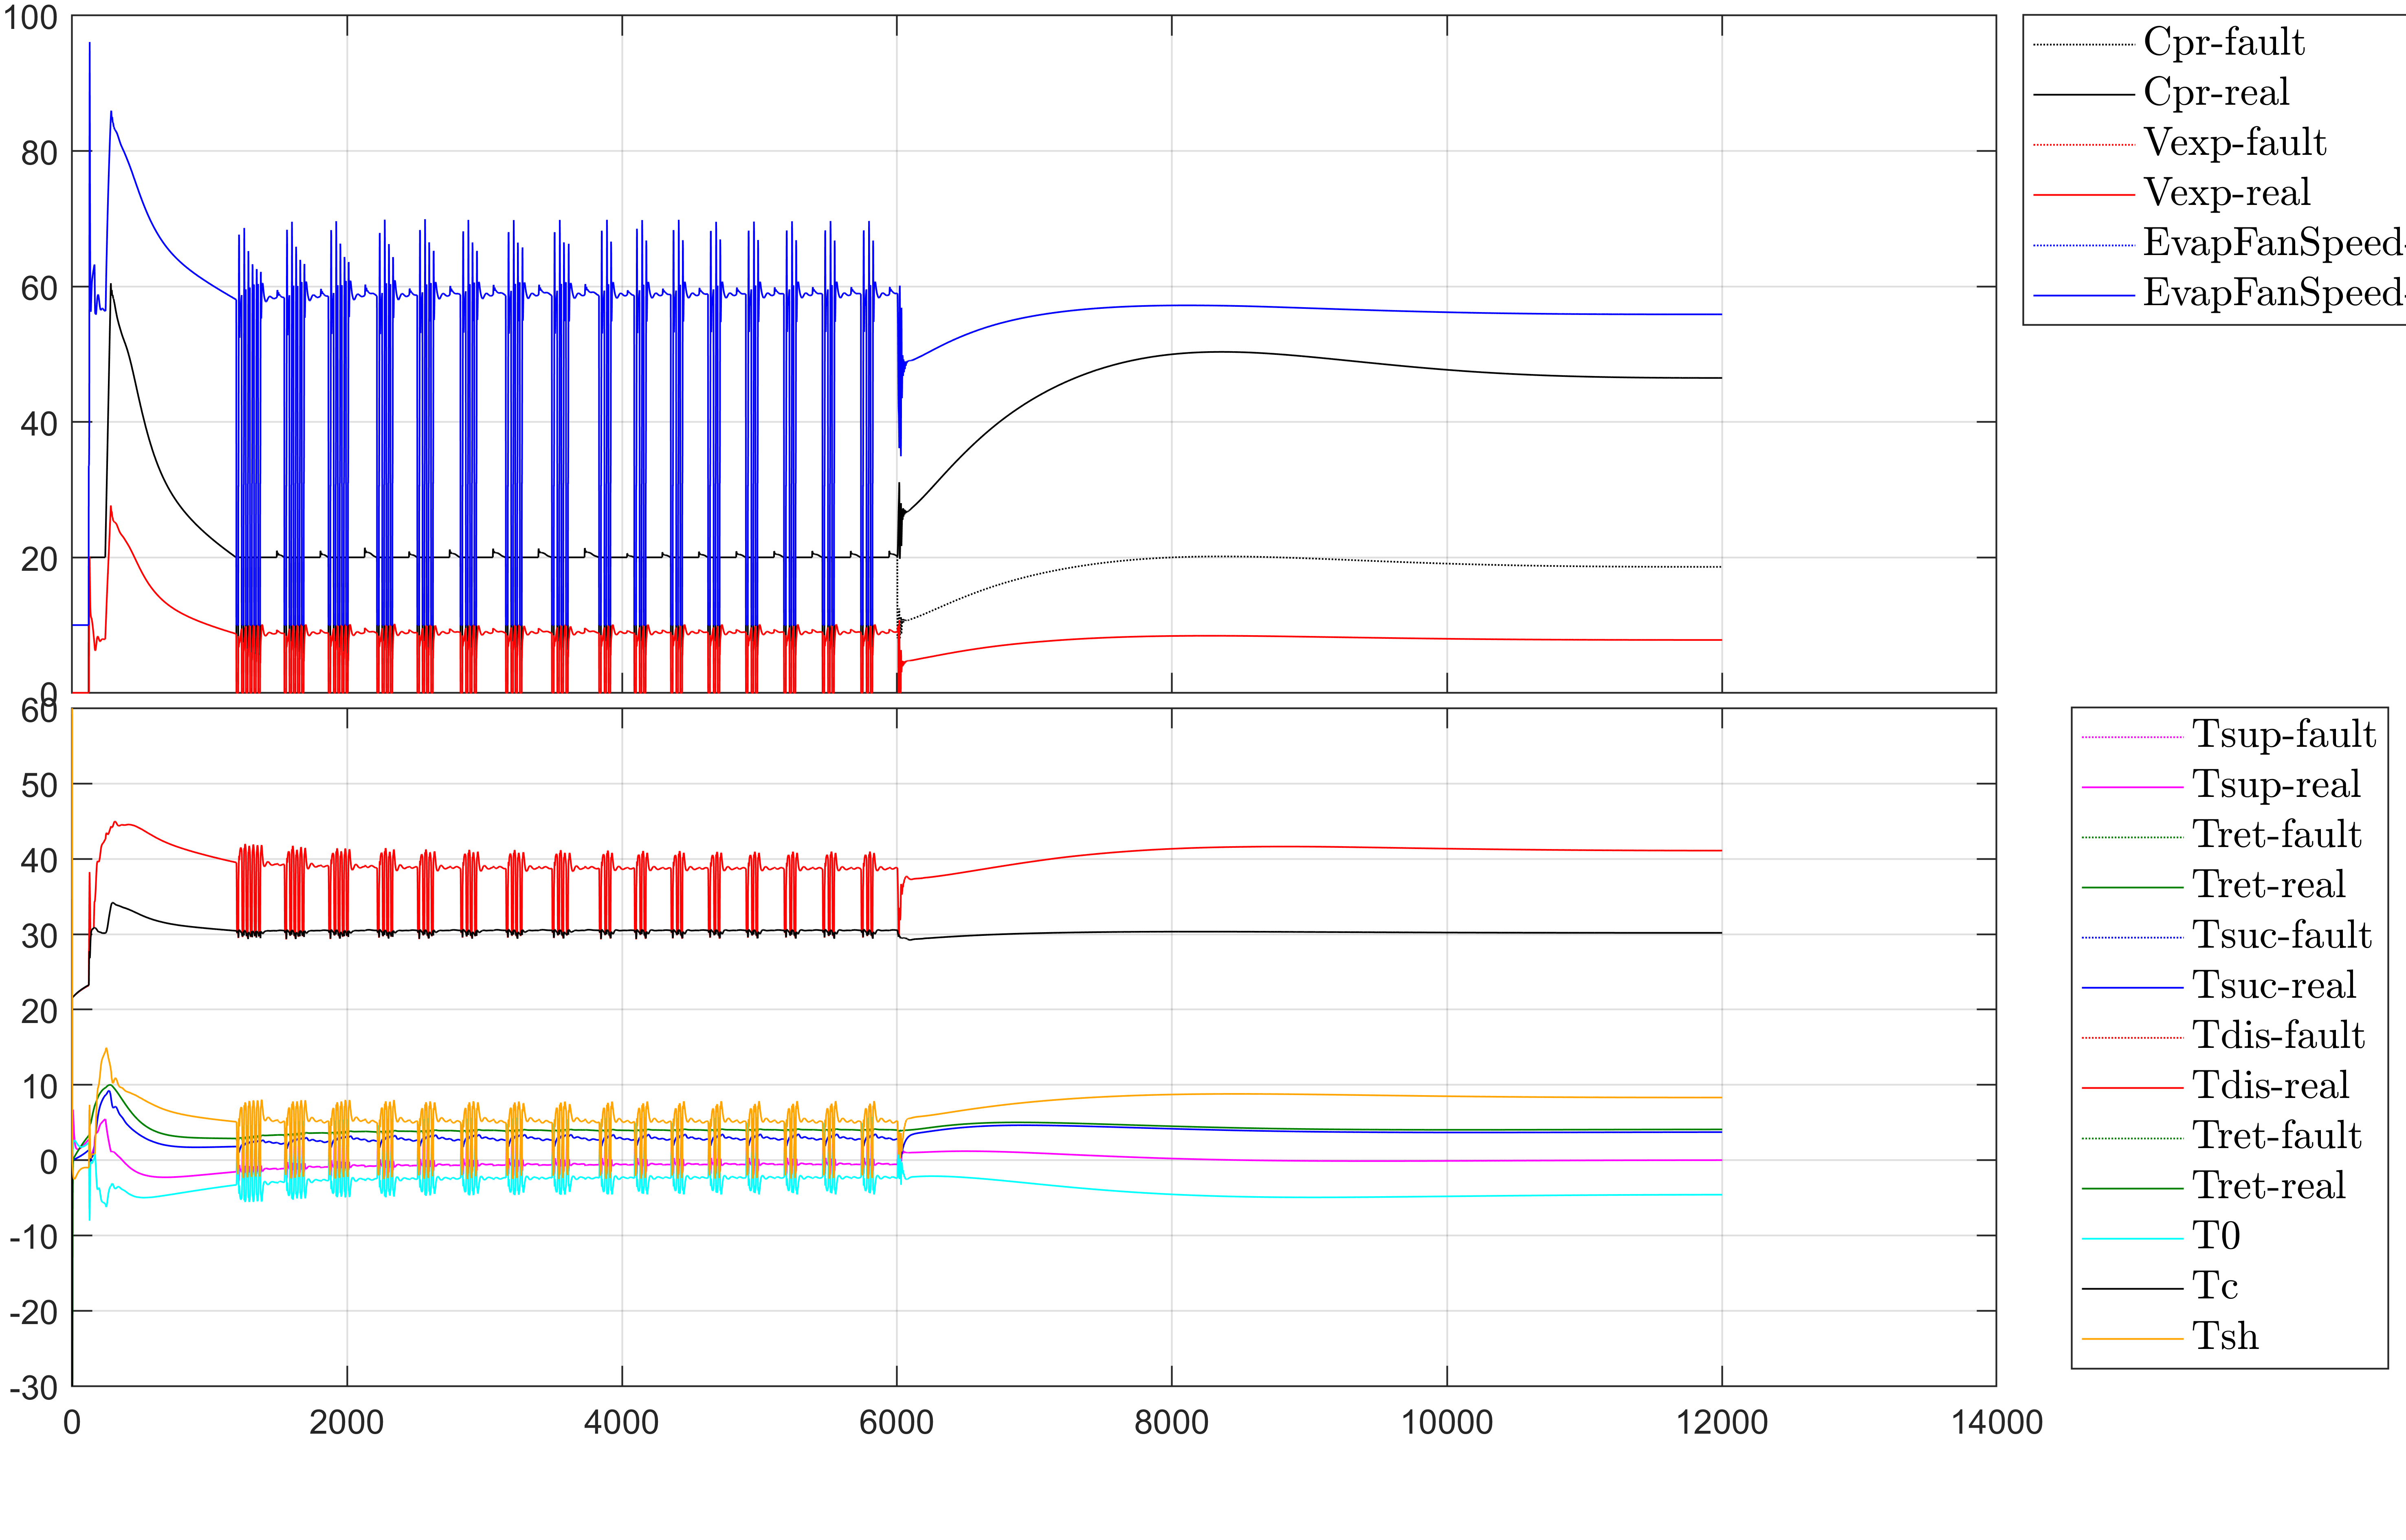 100
80
60
40
20
0
Cpr-fault
Cpr-real
Vexp-fault
Vexp-real
EvapFanSpeed-
EvapFanSpeed-
60
50
40
30
20
10
0
-10
-20
-30
0 2000 4000 6000 8000 10000 12000 14000
Tsup-fault
Tsup-real
Tret-fault
Tret-real
Tsuc-fault
Tsuc-real
Tdis-fault
Tdis-real
Tret-fault
Tret-real
T0
Tc
Tsh